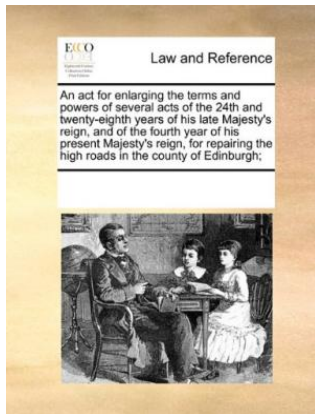 ECCO
Law and Reference
An act for enlarging the terms and
powers of several acts of the 24th and
twenty-eighth years of his late Majesty's
reign, and of the fourth year of his
present Majesty's reign, for repairing the
high roads in the county of Edinburgh;